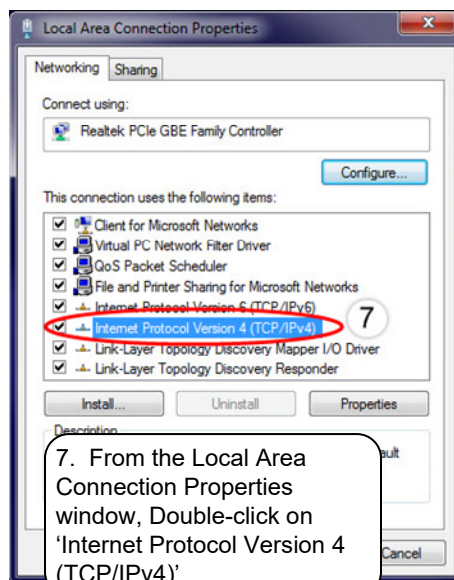 Local Area Connection Properties
Networking Sharing
Connect using:
Realtek PCIe GBE Family Controller
Configure...
This connection uses the following items:
Client for Microsoft Networks
Virtual PC Network Filter Driver
QoS Packet Scheduler
File and Printer Sharing for Microsoft Networks
Internet Protocol Version 6 (TCP/IPv6)
Internet Protocol Version 4 (TCP/IPv4)
7
Link-Layer Topology Discovery Mapper I/O Driver
Link-Layer Topology Discovery Responder
Install... Uninstall Properties
Description
7. From the Local Area
Connection Properties
window, Double-click on
‘Internet Protocol Version 4
(TCP/IPv4)’
Cancel